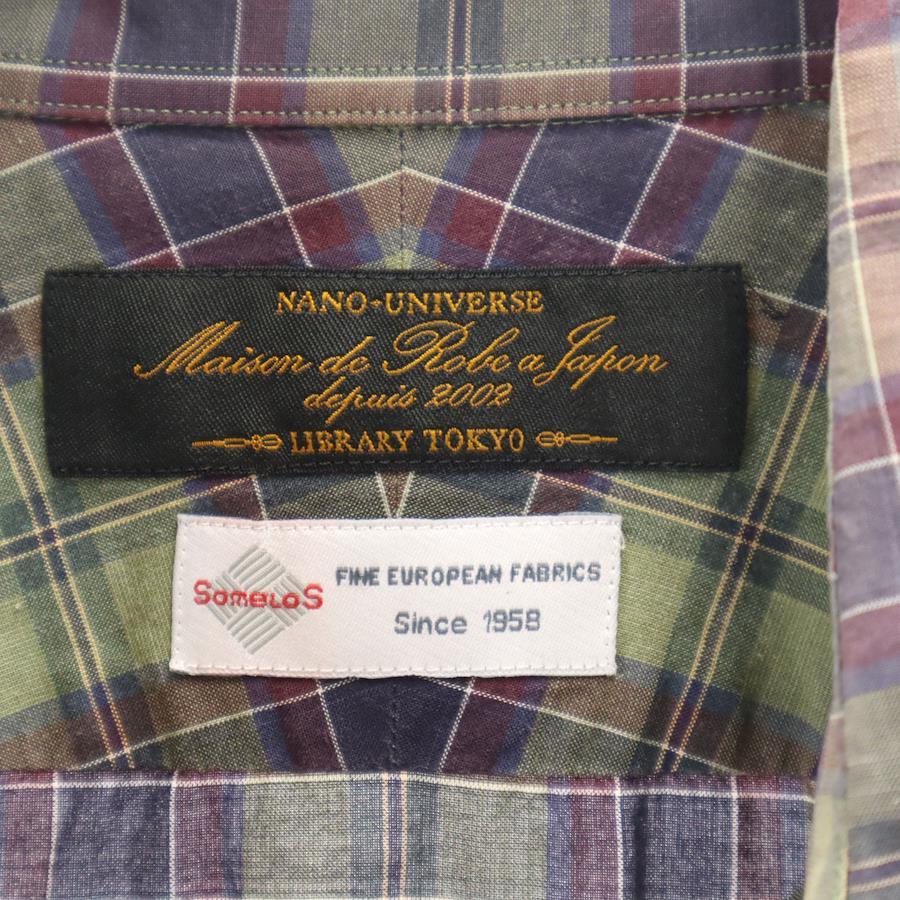 NANO-UNIVERSE
Maison de Robe a Japon
depuis 2002
LIBRARY TOKYO
SOMELOS
FINE EUROPEAN FABRICS
Since 1958